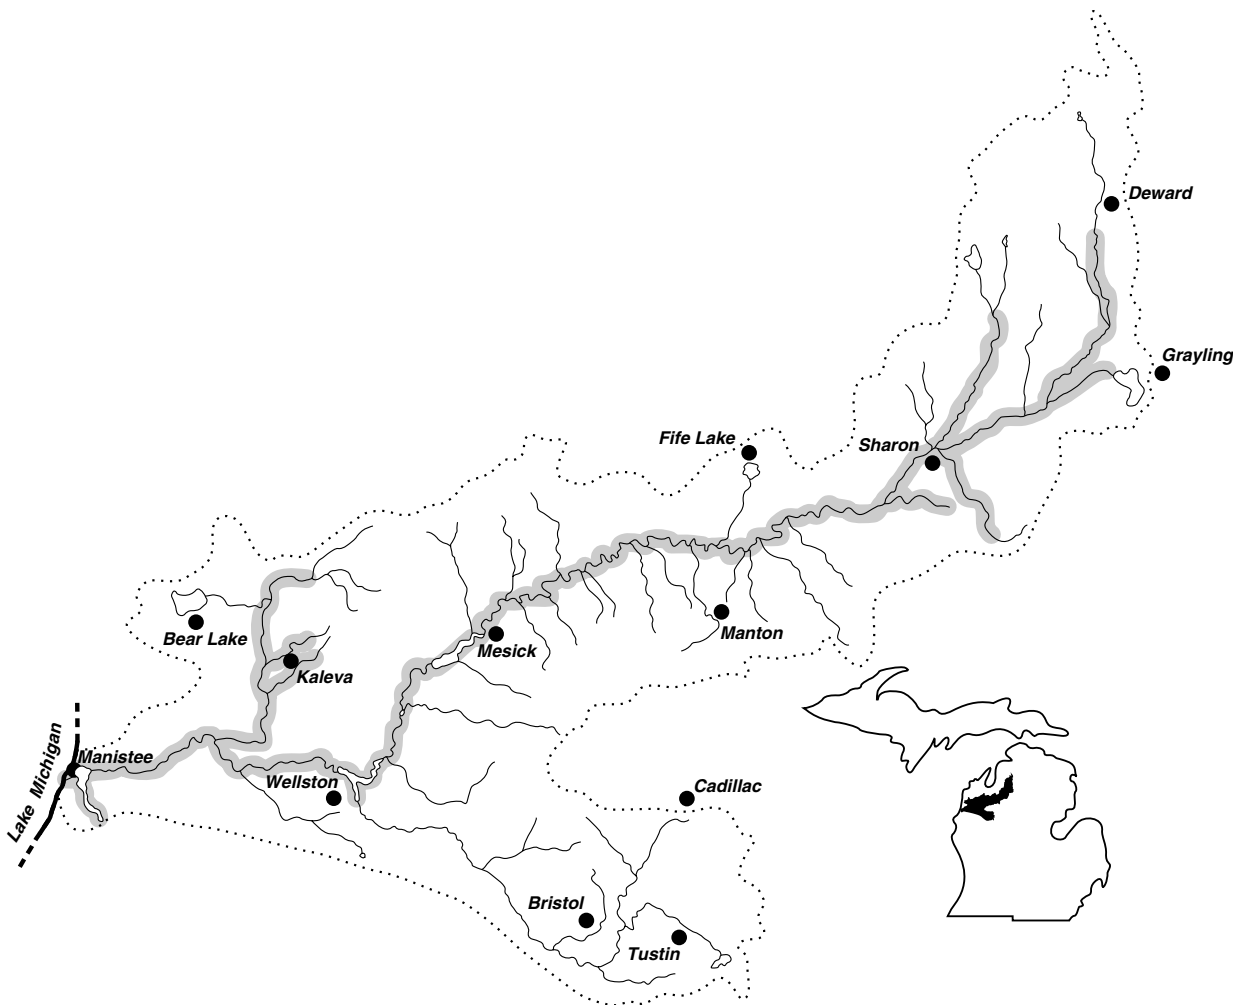 Deward
Grayling
Fife Lake
Sharon
Bear Lake
Manton
Mesick
Kaleva
Lake Michigan
Manistee
Wellston
Cadillac
Bristol
Tustin